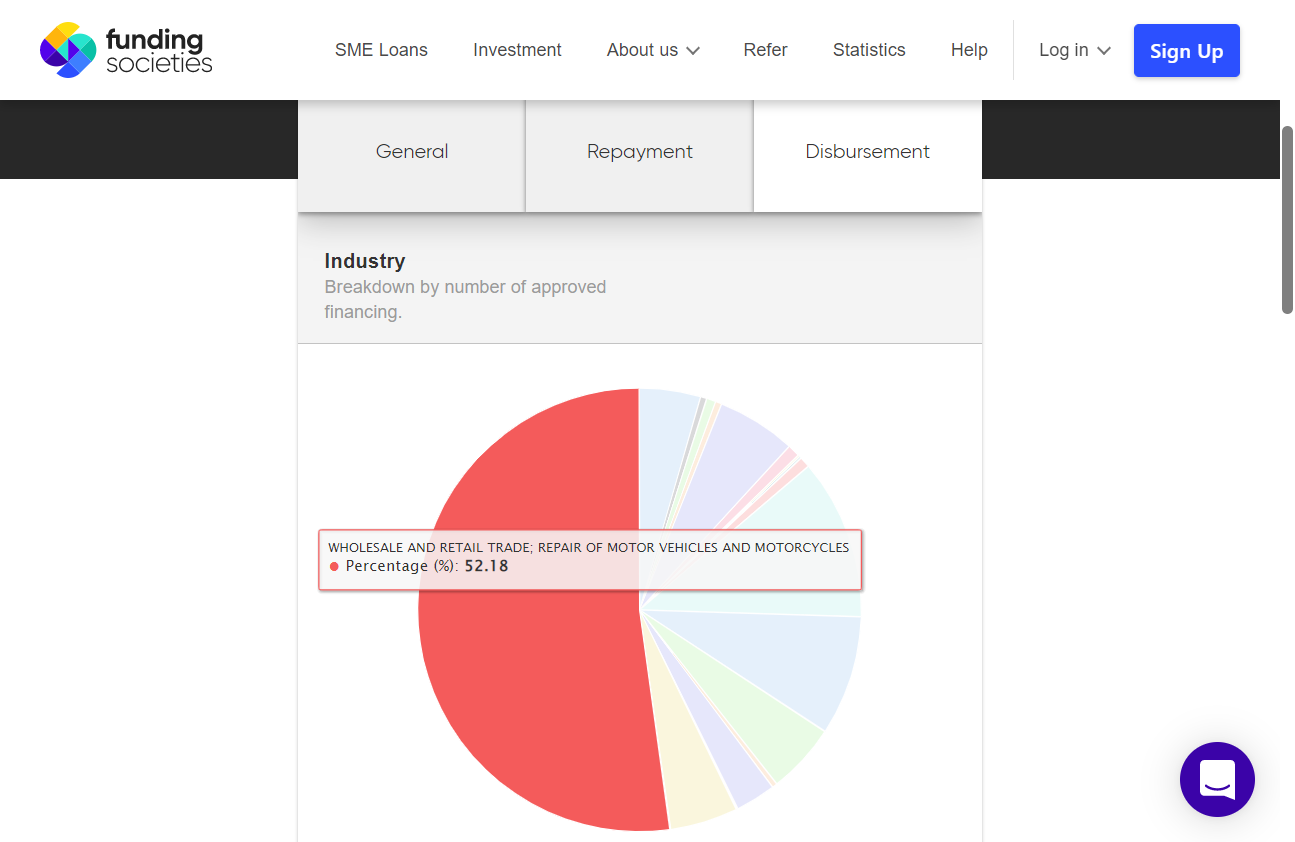 funding
societies
SME Loans Investment About us Refer Statistics Help Log in Sign Up
General Repayment Disbursement
Industry
Breakdown by number of approved
financing.
WHOLESALE AND RETAIL TRADE; REPAIR OF MOTOR VEHICLES AND MOTORCYCLES
Percentage (%): 52.18